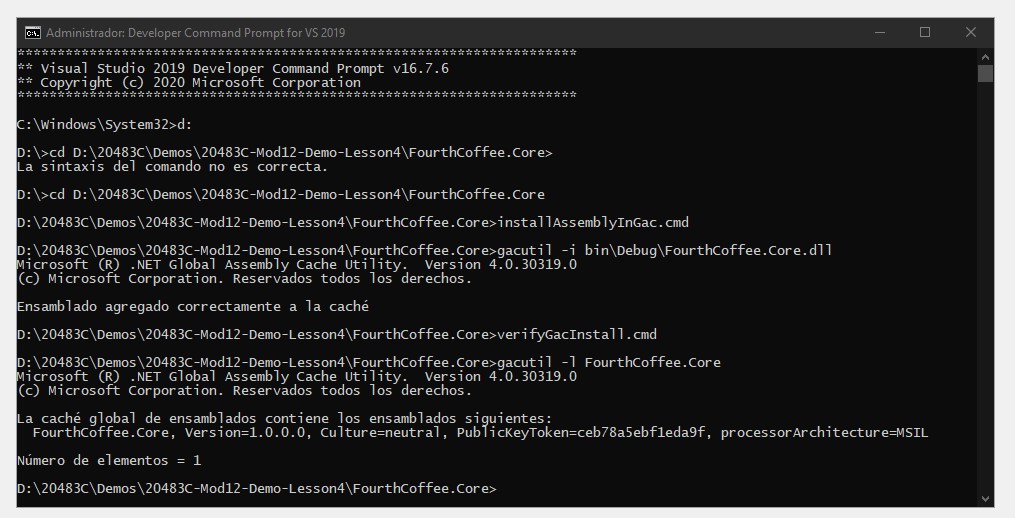 Administrador: Developer Command Prompt for VS 2019
**********************************************************************
** Visual Studio 2019 Developer Command Prompt v16.7.6
** Copyright (c) 2020 Microsoft Corporation
**********************************************************************
C:\Windows\System32>d:
D:\>cd D:\20483C\Demos\20483C-Mod12-Demo-Lesson4\FourthCoffee.Core>
La sintaxis del comando no es correcta.
D:\>cd D:\20483C\Demos\20483C-Mod12-Demo-Lesson4\FourthCoffee.Core
D:\20483C\Demos\20483C-Mod12-Demo-Lesson4\FourthCoffee.Core>installAssemblyInGac.cmd
D:\20483C\Demos\20483C-Mod12-Demo-Lesson4\FourthCoffee.Core>gacutil -i bin\Debug\FourthCoffee.Core.dll
Microsoft (R) .NET Global Assembly Cache Utility.  Version 4.0.30319.0
(c) Microsoft Corporation. Reservados todos los derechos.
Ensamblado agregado correctamente a la caché
D:\20483C\Demos\20483C-Mod12-Demo-Lesson4\FourthCoffee.Core>verifyGacInstall.cmd
D:\20483C\Demos\20483C-Mod12-Demo-Lesson4\FourthCoffee.Core>gacutil -l FourthCoffee.Core
Microsoft (R) .NET Global Assembly Cache Utility.  Version 4.0.30319.0
(c) Microsoft Corporation. Reservados todos los derechos.
La caché global de ensamblados contiene los ensamblados siguientes:
  FourthCoffee.Core, Version=1.0.0.0, Culture=neutral, PublicKeyToken=ceb78a5ebf1eda9f, processorArchitecture=MSIL
Número de elementos = 1
D:\20483C\Demos\20483C-Mod12-Demo-Lesson4\FourthCoffee.Core>